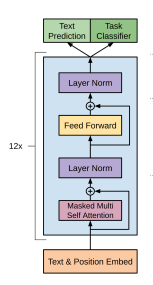 Text
Prediction
Task
Classifier
12x
Layer Norm
+
Feed Forward
Layer Norm
+
Masked Multi
Self Attention
Text & Position Embed